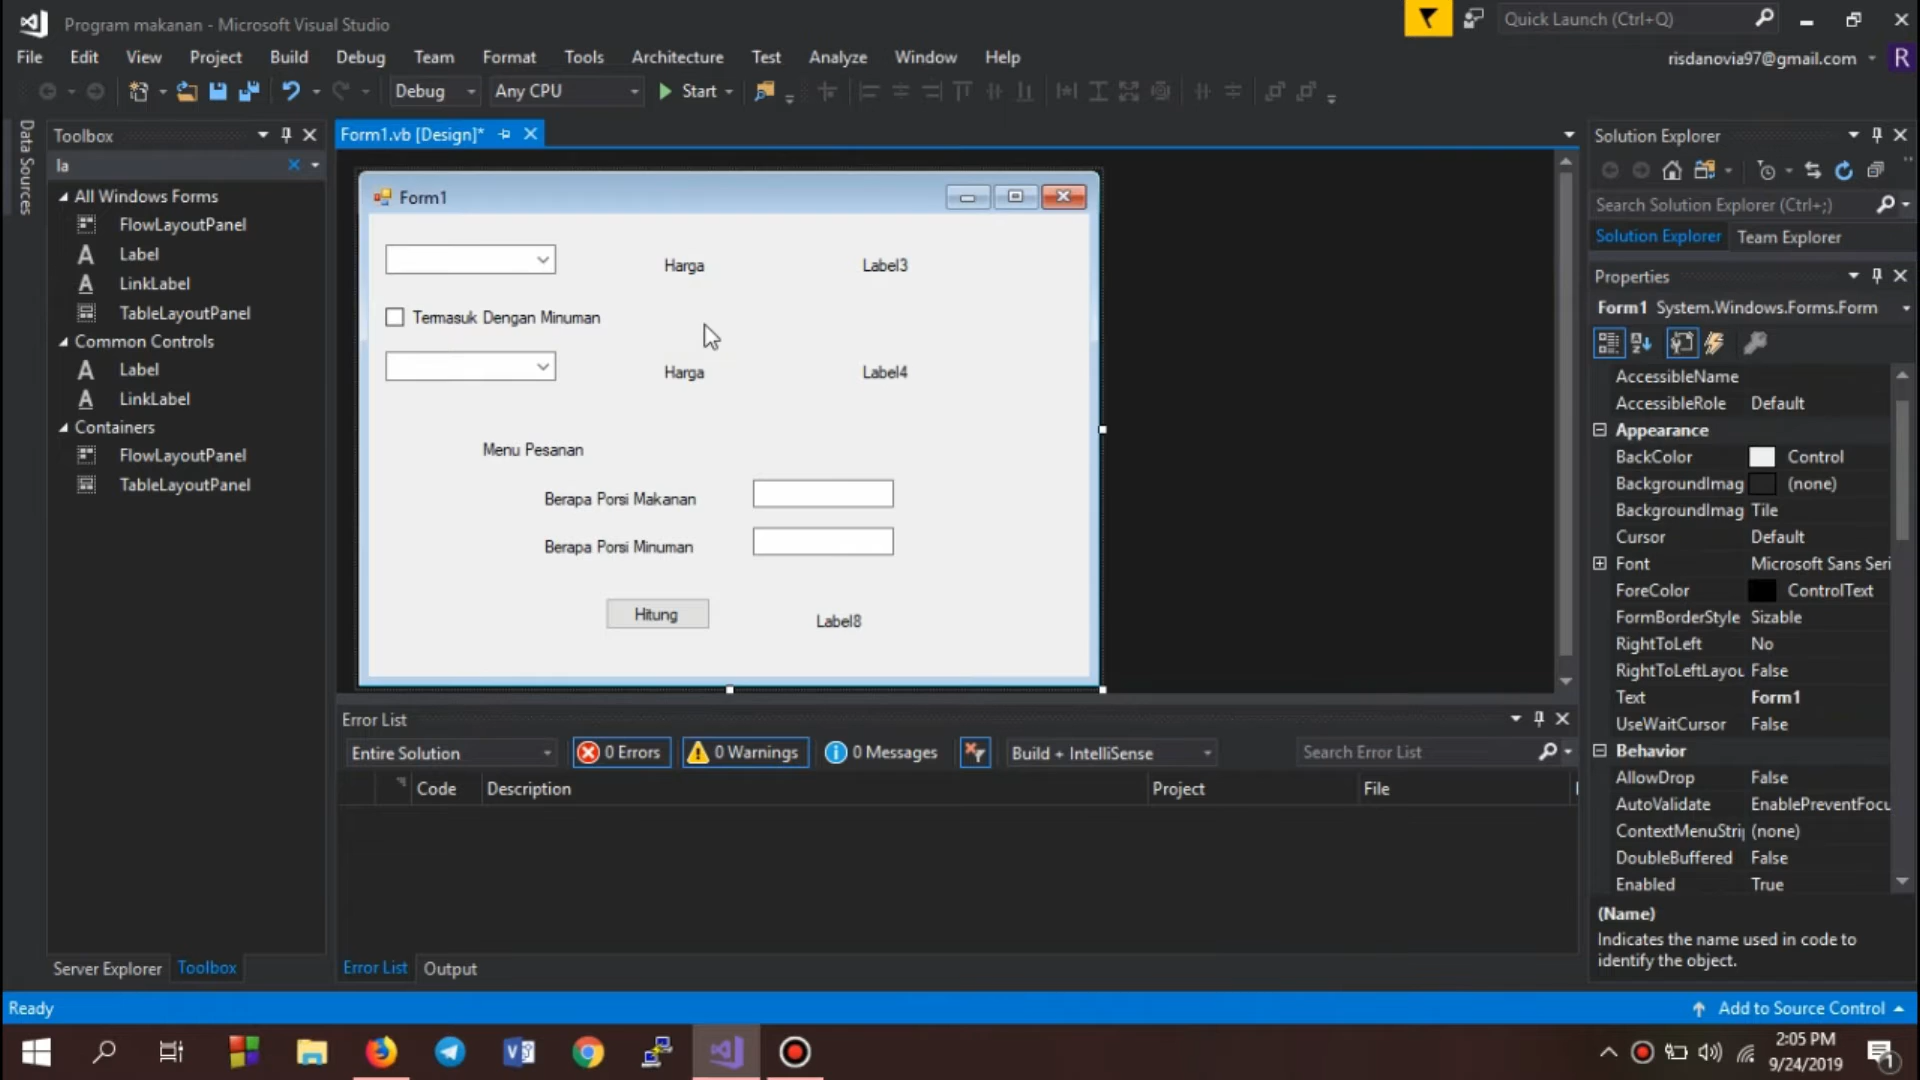 Program makanan - Microsoft Visual Studio
Quick Launch (Ctrl+Q)
File Edit View Project Build Debug Team Format Tools Architecture Test Analyze Window Help
risdanovia97@gmail.com R
Debug Any CPU Start
Data Sources
Toolbox
la
All Windows Forms
FlowLayoutPanel
Label
LinkLabel
TableLayoutPanel
Common Controls
Label
LinkLabel
Containers
FlowLayoutPanel
TableLayoutPanel
Server Explorer Toolbox
Form1.vb [Design]*
Form1
Harga Label3
Termasuk Dengan Minuman
Harga Label4
Menu Pesanan
Berapa Porsi Makanan
Berapa Porsi Minuman
Hitung Label8
Error List
Entire Solution 0 Errors 0 Warnings 0 Messages Build + IntelliSense Search Error List
Code Description Project File
Error List Output
Solution Explorer
Search Solution Explorer (Ctrl+;)
Solution Explorer Team Explorer
Properties
Form1 System.Windows.Forms.Form
AccessibleName
AccessibleRole Default
Appearance
BackColor Control
BackgroundImag (none)
BackgroundImag Tile
Cursor Default
Font Microsoft Sans Seri
ForeColor ControlText
FormBorderStyle Sizable
RightToLeft No
RightToLeftLayou False
Text Form1
UseWaitCursor False
Behavior
AllowDrop False
AutoValidate EnablePreventFocu
ContextMenuStrip (none)
DoubleBuffered False
Enabled True
(Name)
Indicates the name used in code to
identify the object.
Ready
Add to Source Control
2:05 PM
9/24/2019
1